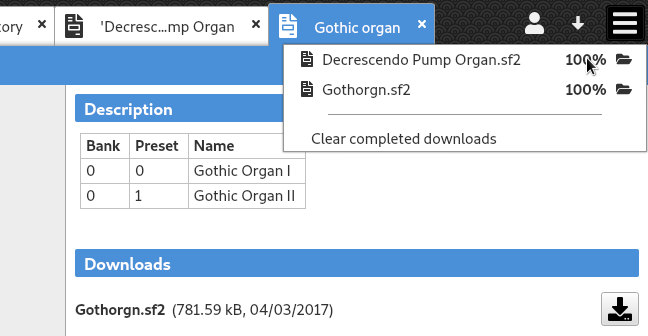 ory × 'Decresc...mp Organ × Gothic organ ×
Decrescendo Pump Organ.sf2 100%
Gothorgn.sf2 100%
Clear completed downloads
Description
Bank Preset Name
0 0 Gothic Organ I
0 1 Gothic Organ II
Downloads
Gothorgn.sf2 (781.59 kB, 04/03/2017)